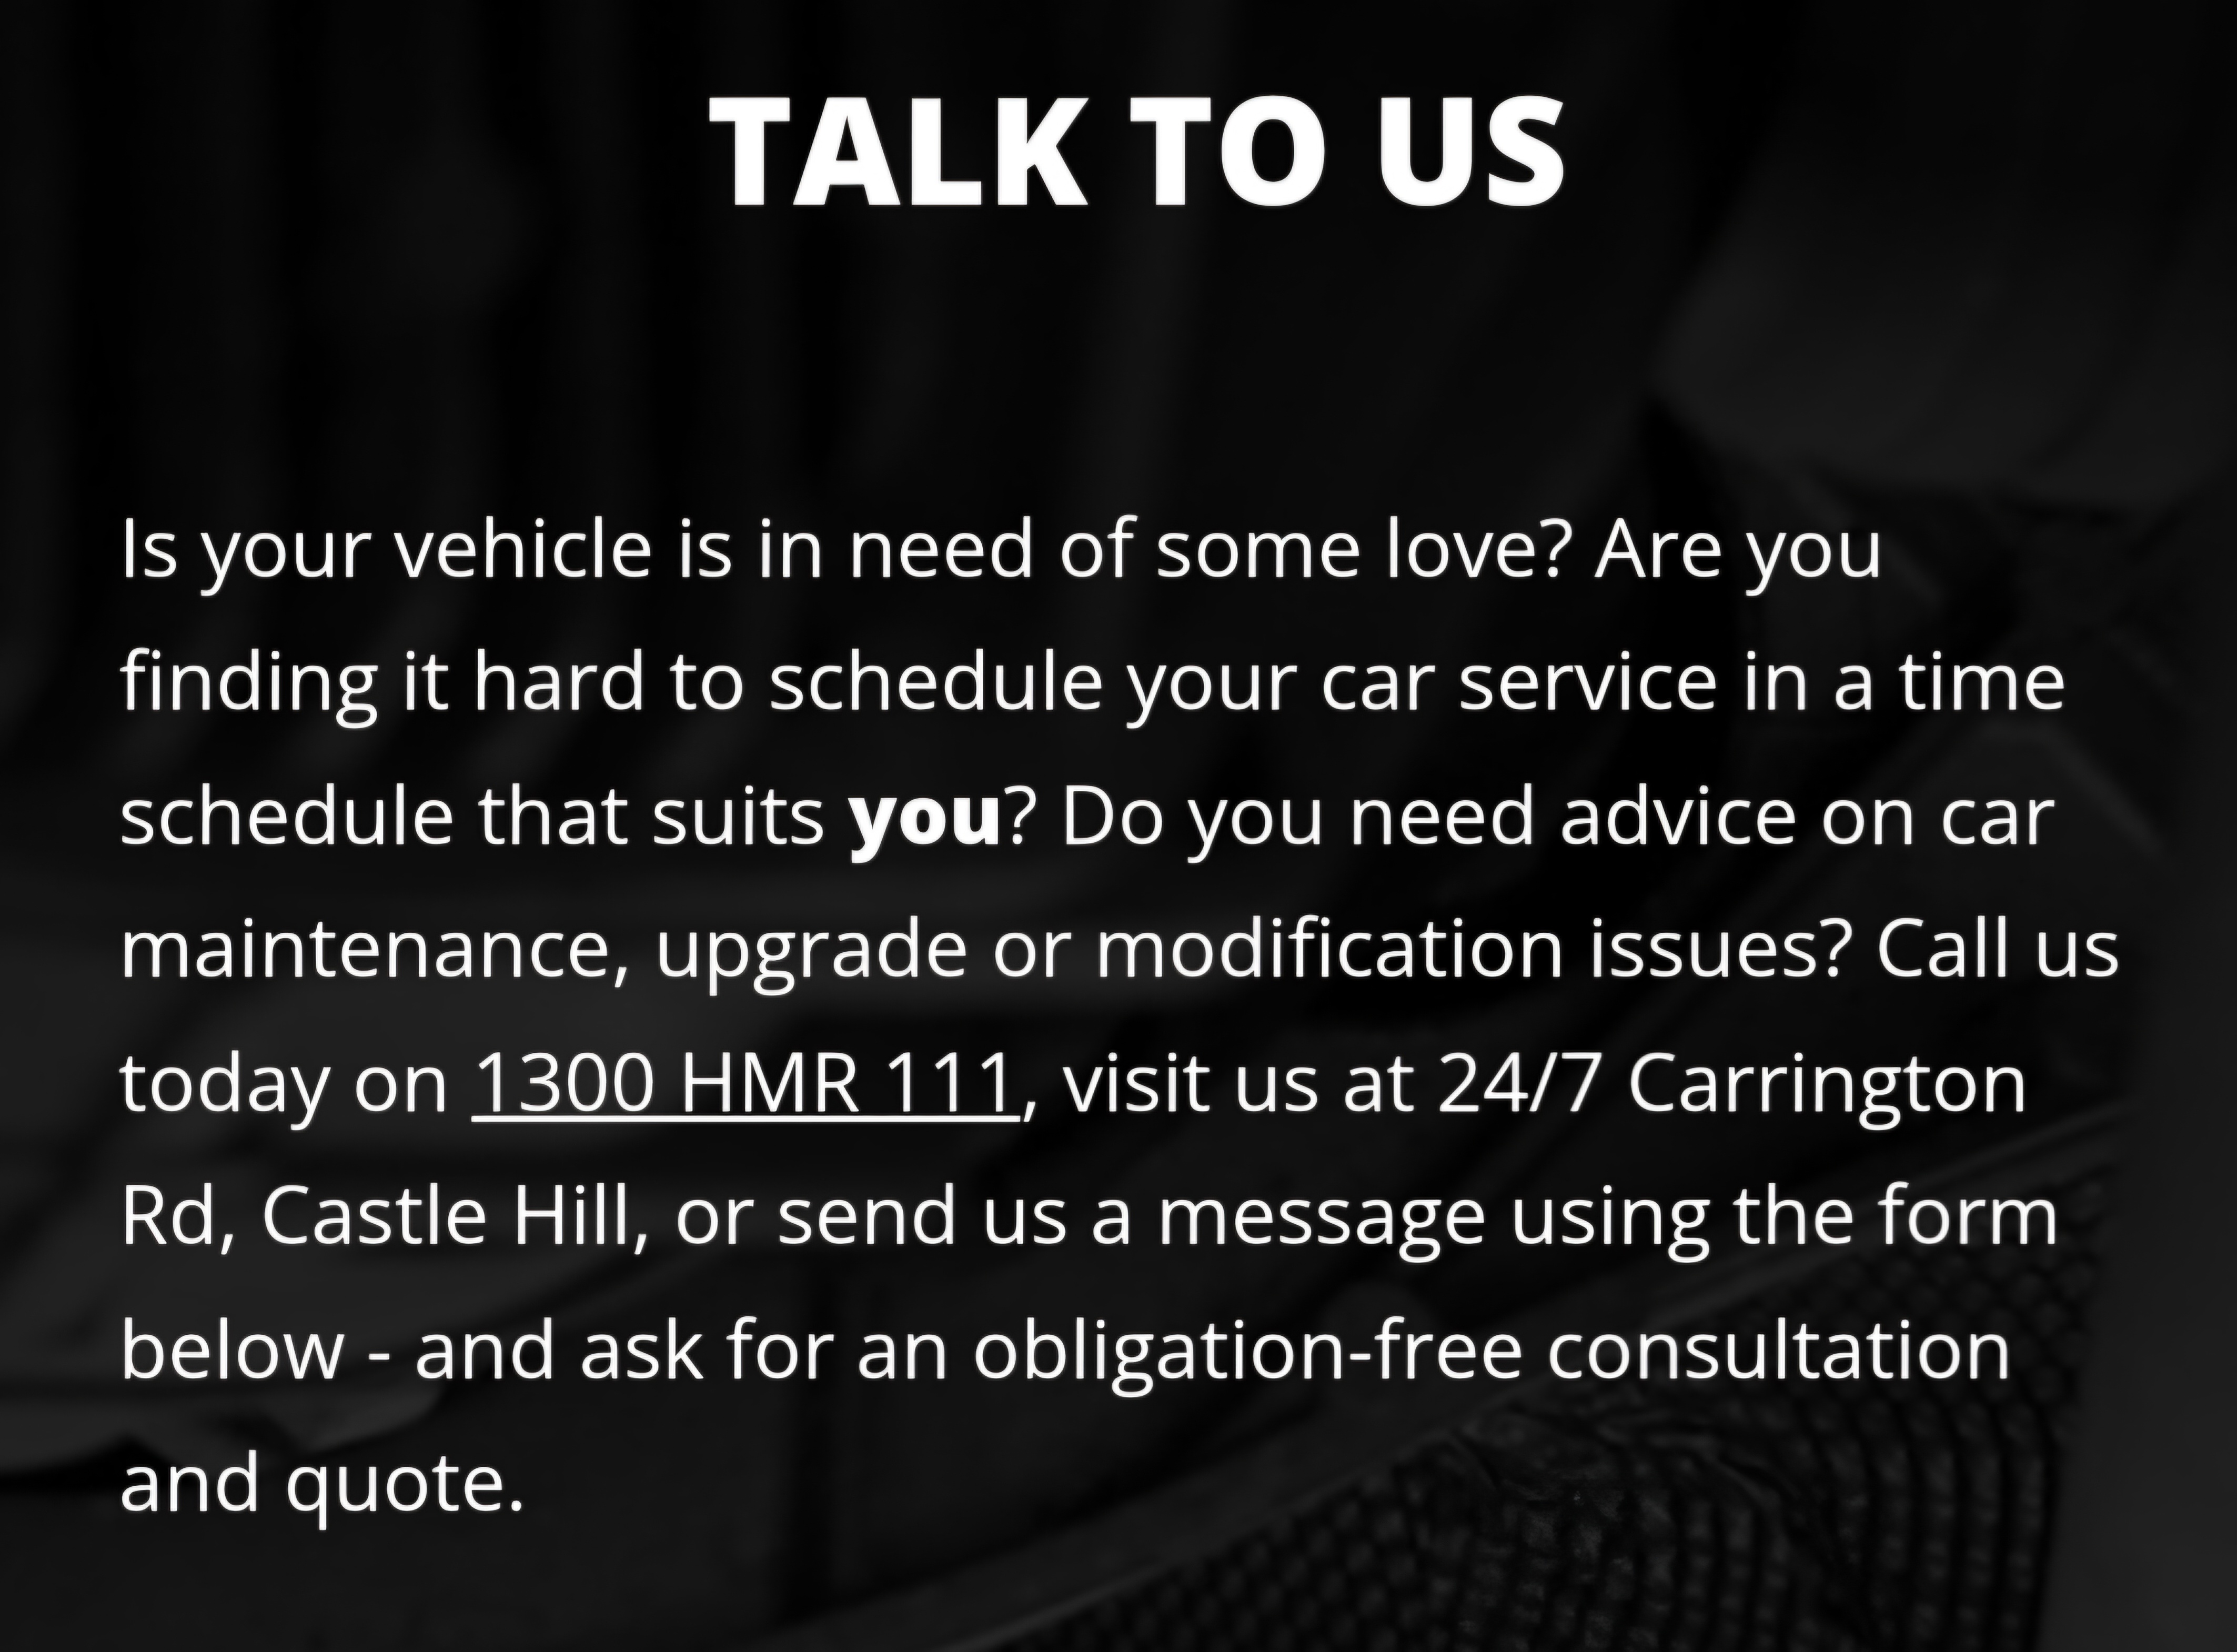 TALK TO US
Is your vehicle is in need of some love? Are you
finding it hard to schedule your car service in a time
schedule that suits you? Do you need advice on car
maintenance, upgrade or modification issues? Call us
today on 1300 HMR 111, visit us at 24/7 Carrington
Rd, Castle Hill, or send us a message using the form
below - and ask for an obligation-free consultation
and quote.